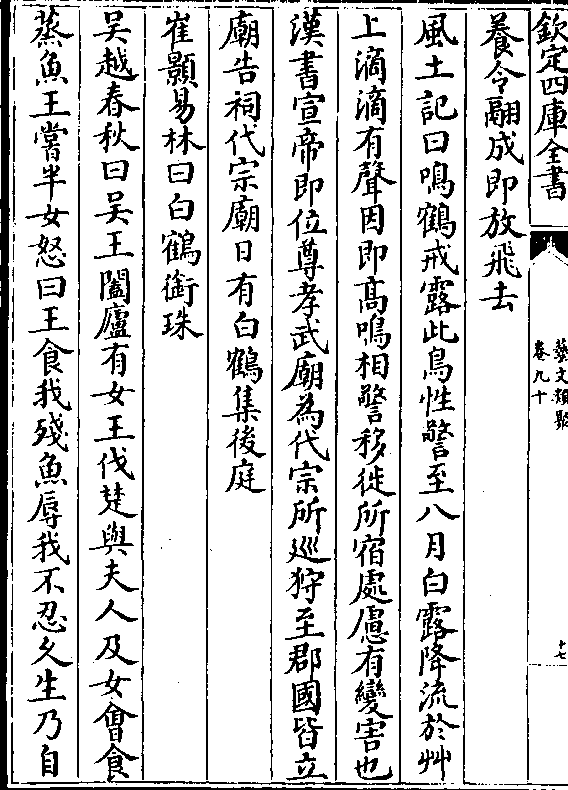 欽定四庫全書
藝文類聚
卷九十
十七
養令翮成即放飛去
風土記曰鳴鶴戒露此鳥性警至八月白露降流於艸
上滴滴有聲因即髙鳴相警移徙所宿處慮有變害也
漢書宣帝即位尊孝武廟為代宗所廵狩至郡國皆立
廟告祠代宗廟日有白鶴集後庭
崔顥易林曰白鶴銜珠
吴越春秋曰吴王闔廬有女王伐楚與夫人及女㑹食
蒸魚王嘗半女怒曰王食我殘魚辱我不忍久生乃自